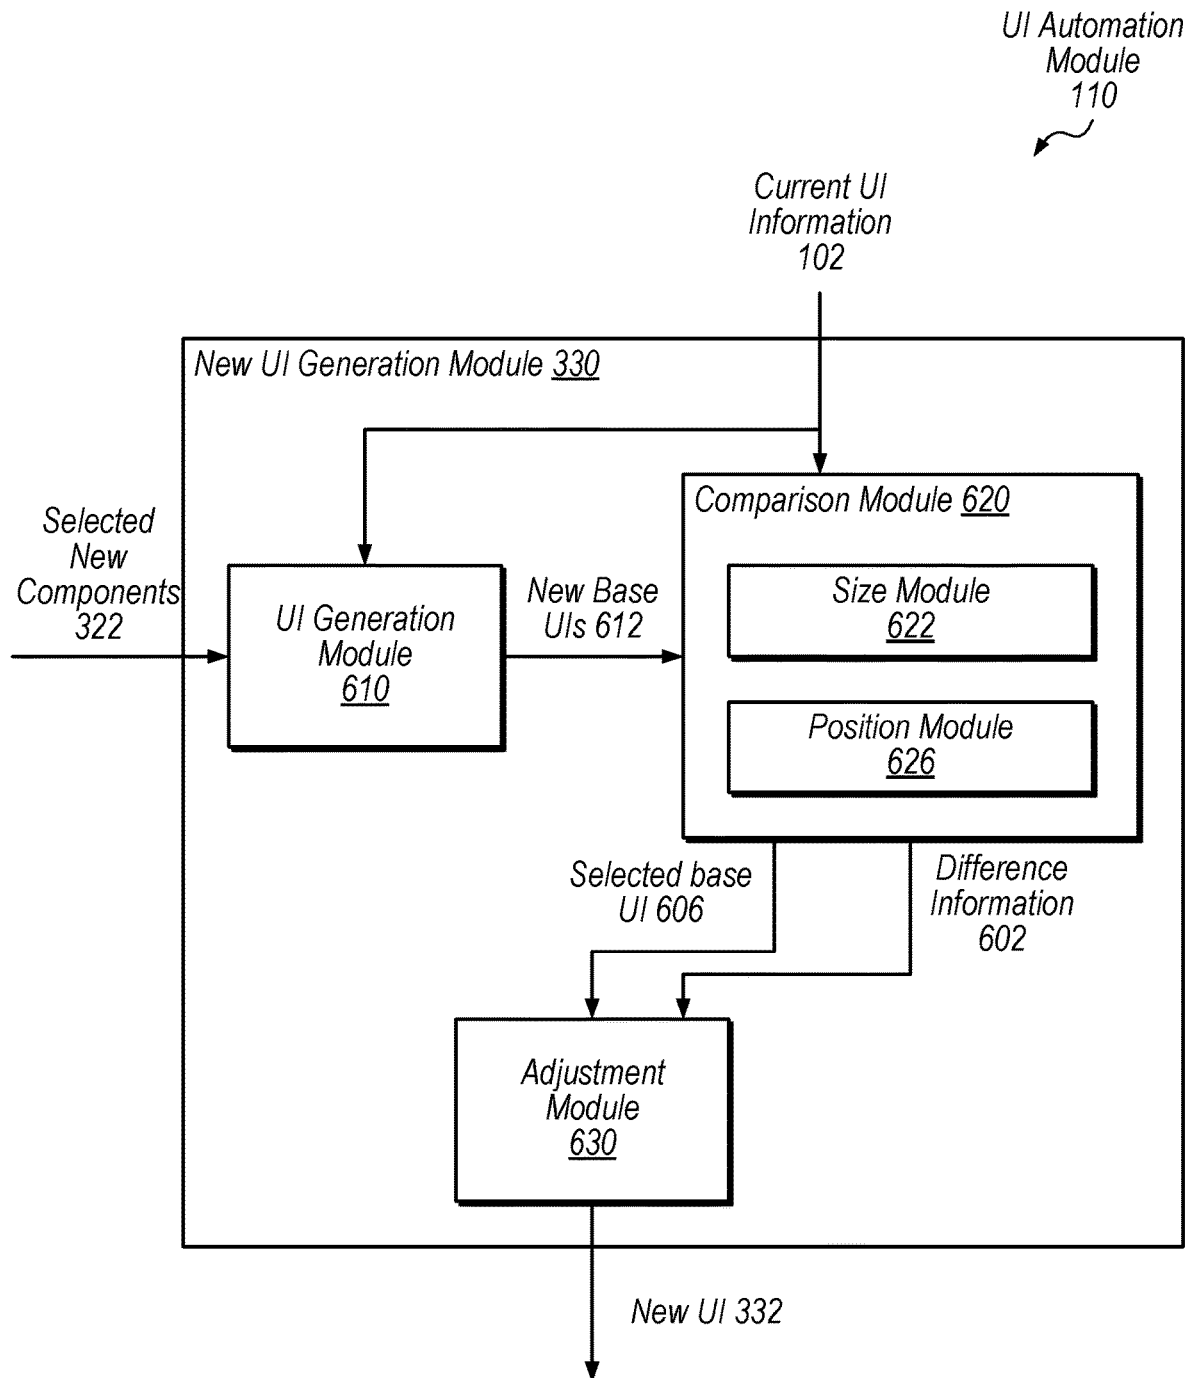 UI Automation
Module
110
Current UI
Information
102
New UI Generation Module 330
Selected
New
Components
322
UI Generation
Module
610
New Base
UIs 612
Comparison Module 620
Size Module
622
Position Module
626
Selected base
UI 606
Difference
Information
602
Adjustment
Module
630
New UI 332